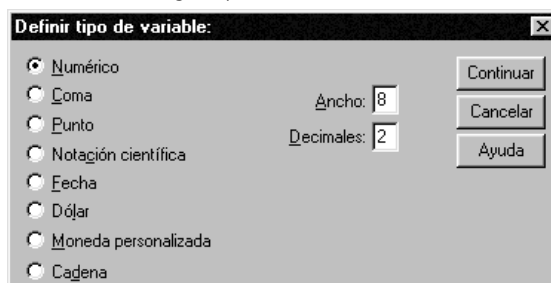 Definir tipo de variable:
Numérico
Coma
Punto
Notación científica
Fecha
Dólar
Moneda personalizada
Cadena
Ancho: 8
Decimales: 2
Continuar
Cancelar
Ayuda